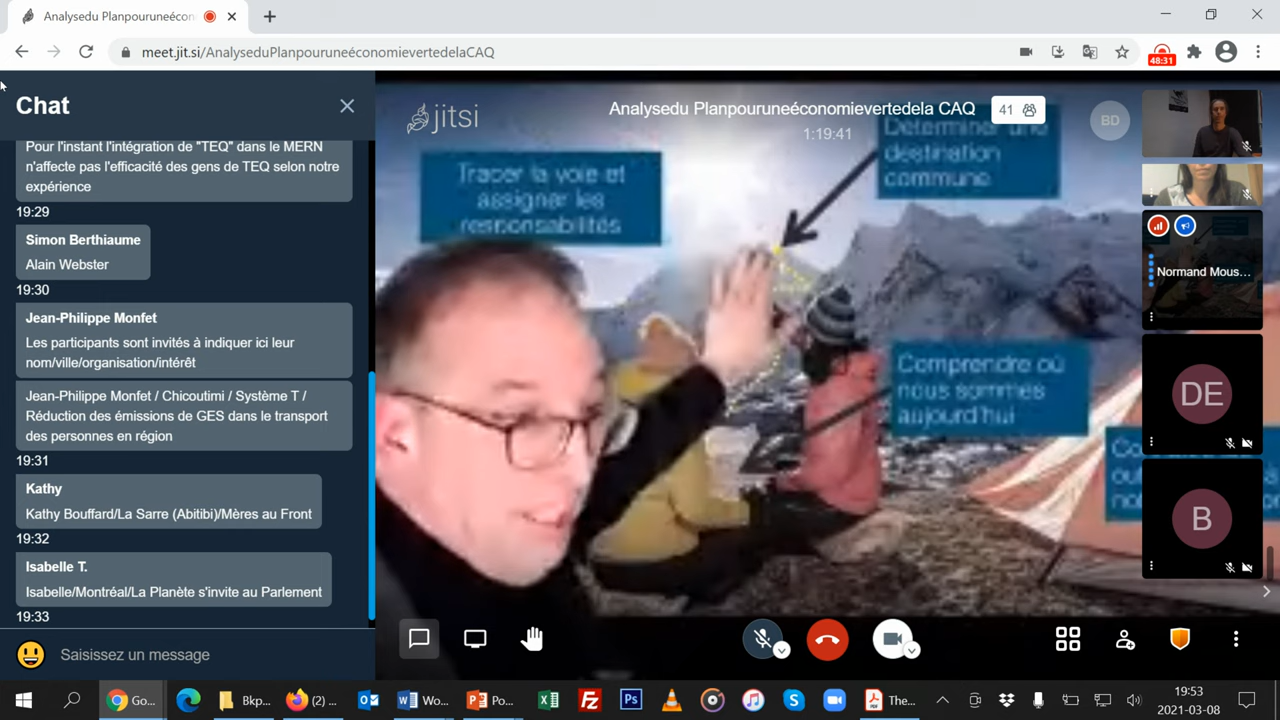 Analysedu Planpouruneécon
meet.jit.si/AnalyseduPlanpouruneéconomievertedelaCAQ
48:31
Chat
Pour l'instant l'intégration de "TEQ" dans le MERN
n'affecte pas l'efficacité des gens de TEQ selon notre
expérience
19:29
Simon Berthiaume
Alain Webster
19:30
Jean-Philippe Monfet
Les participants sont invités à indiquer ici leur
nom/ville/organisation/intérêt
Jean-Philippe Monfet / Chicoutimi / Système T /
Réduction des émissions de GES dans le transport
des personnes en région
19:31
Kathy
Kathy Bouffard/La Sarre (Abitibi)/Mères au Front
19:32
Isabelle T.
Isabelle/Montréal/La Planète s'invite au Parlement
19:33
Saisissez un message
jitsi
Analysedu Planpouruneéconomievertedela CAQ
41
1:19:41
BD
Tracer la voie et
assigner les
responsabilités
Déterminer une
destination
commune
Comprendre où
nous sommes
aujourd'hui
Normand Mous...
DE
B
Go...
Bkp...
(2) ...
Wo...
Po...
The...
19:53
2021-03-08